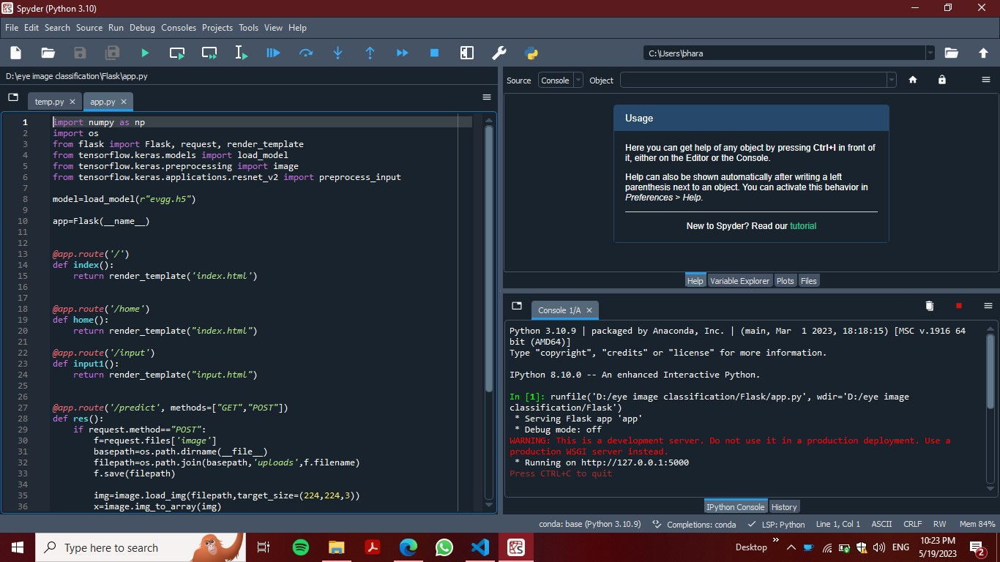 Spyder (Python 3.10)
File Edit Search Source Run Debug Consoles Projects Tools View Help
C:\Users\bhara
D:\eye image classification\Flask\app.py
temp.py
app.py
1 import numpy as np
2 import os
3 from flask import Flask, request, render_template
4 from tensorflow.keras.models import load_model
5 from tensorflow.keras.preprocessing import image
6 from tensorflow.keras.applications.resnet_v2 import preprocess_input
7
8 model=load_model(r"evgg.h5")
9
10 app=Flask(__name__)
11
12
13 @app.route('/')
14 def index():
15     return render_template('index.html')
16
17
18 @app.route('/home')
19 def home():
20     return render_template("index.html")
21
22 @app.route('/input')
23 def input1():
24     return render_template("input.html")
25
26
27 @app.route('/predict', methods=["GET","POST"])
28 def res():
29     if request.method=="POST":
30         f=request.files['image']
31         basepath=os.path.dirname(__file__)
32         filepath=os.path.join(basepath,'uploads',f.filename)
33         f.save(filepath)
34
35         img=image.load_img(filepath,target_size=(224,224,3))
36         x=image.img_to_array(img)
Source Console Object
Usage
Here you can get help of any object by pressing Ctrl+I in front of
it, either on the Editor or the Console.
Help can also be shown automatically after writing a left
parenthesis next to an object. You can activate this behavior in
Preferences > Help.
New to Spyder? Read our tutorial
Help Variable Explorer Plots Files
Console 1/A
Python 3.10.9 | packaged by Anaconda, Inc. | (main, Mar  1 2023, 18:18:15) [MSC v.1916 64
bit (AMD64)]
Type "copyright", "credits" or "license" for more information.
IPython 8.10.0 -- An enhanced Interactive Python.
In [1]: runfile('D:/eye image classification/Flask/app.py', wdir='D:/eye image
classification/Flask')
* Serving Flask app 'app'
* Debug mode: off
WARNING: This is a development server. Do not use it in a production deployment. Use a
production WSGI server instead.
* Running on http://127.0.0.1:5000
Press CTRL+C to quit
IPython Console History
conda: base (Python 3.10.9) Completions: conda LSP: Python Line 1, Col 1 ASCII CRLF RW Mem 84%
Type here to search
Desktop
ENG
10:23 PM
5/19/2023
2